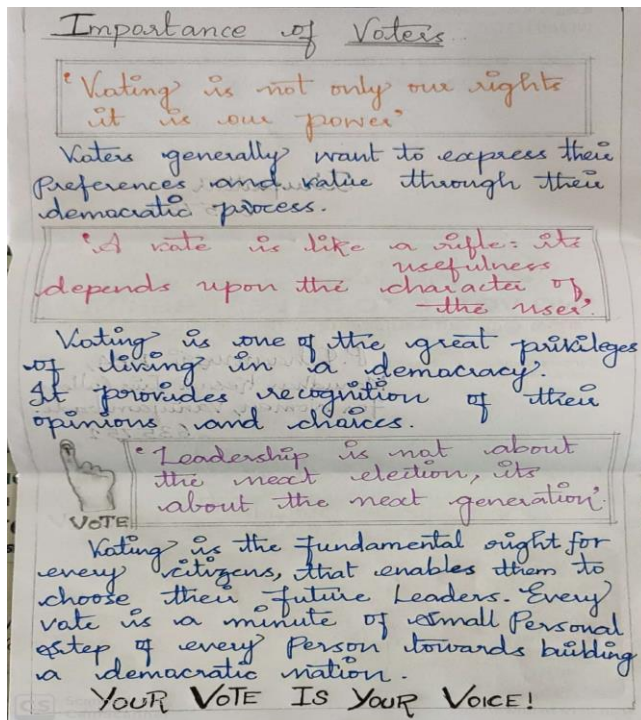 Importance of Voters
'Voting is not only our rights
it is our power'
Voters generally want to express their
Preferences and value through their
democratic process.
'A vote is like a rifle: its
usefulness
depends upon the character of
the user'.
Voting is one of the great privileges
of living in a democracy.
It provides recognition of their
opinions and choices.
'Leadership is not about
the next election, its
about the next generation'.
VOTE
Voting is the fundamental right for
every citizens, that enables them to
choose their future Leaders. Every
vote is a minute of small Personal
step of every Person towards building
a democratic nation.
YOUR VOTE IS YOUR VOICE!
CS